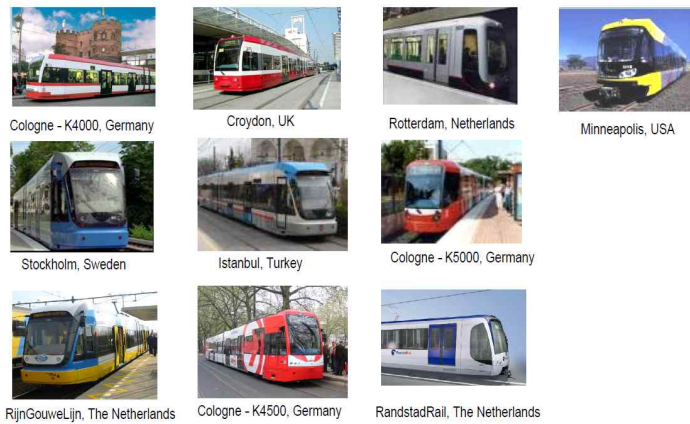 Cologne - K4000, Germany
Croydon, UK
Rotterdam, Netherlands
Minneapolis, USA
Stockholm, Sweden
Istanbul, Turkey
Cologne - K5000, Germany
RijnGouweLijn, The Netherlands
Cologne - K4500, Germany
RandstadRail, The Netherlands